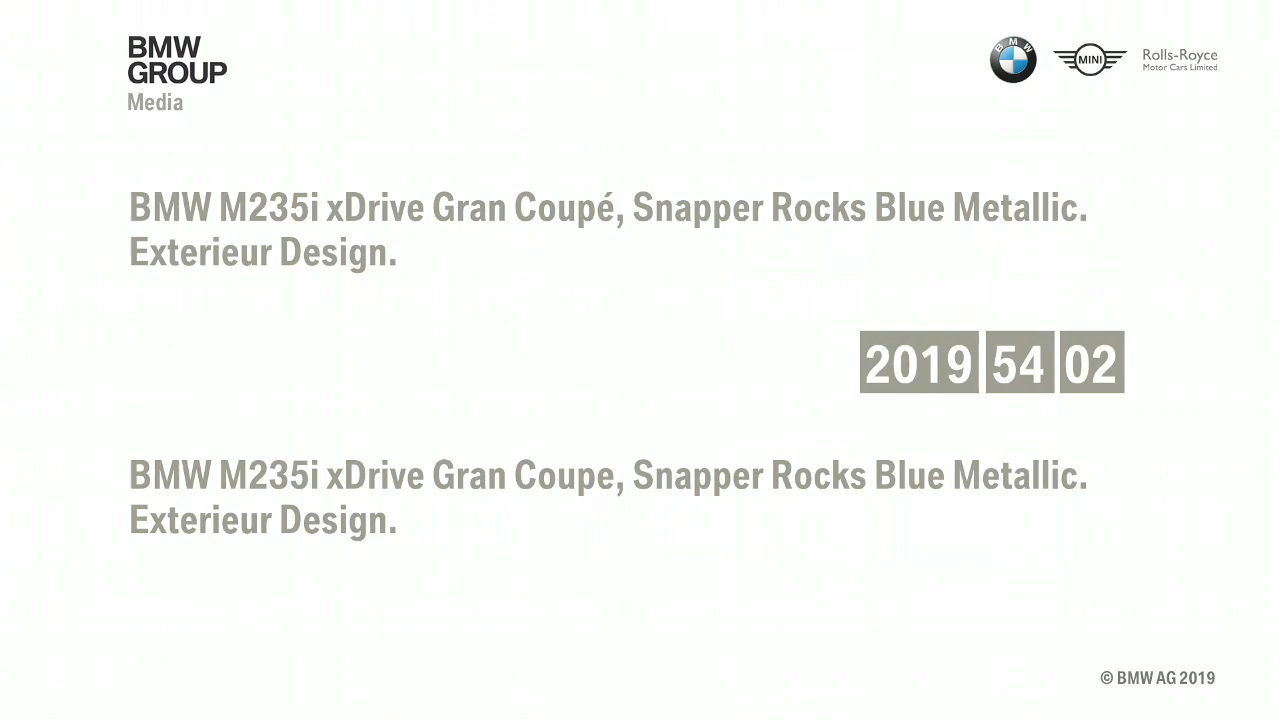 BMW
GROUP
Media
BMW
MINI
Rolls-Royce
Motor Cars Limited
BMW M235i xDrive Gran Coupé, Snapper Rocks Blue Metallic.
Exterieur Design.
2019 54 02
BMW M235i xDrive Gran Coupe, Snapper Rocks Blue Metallic.
Exterieur Design.
© BMW AG 2019